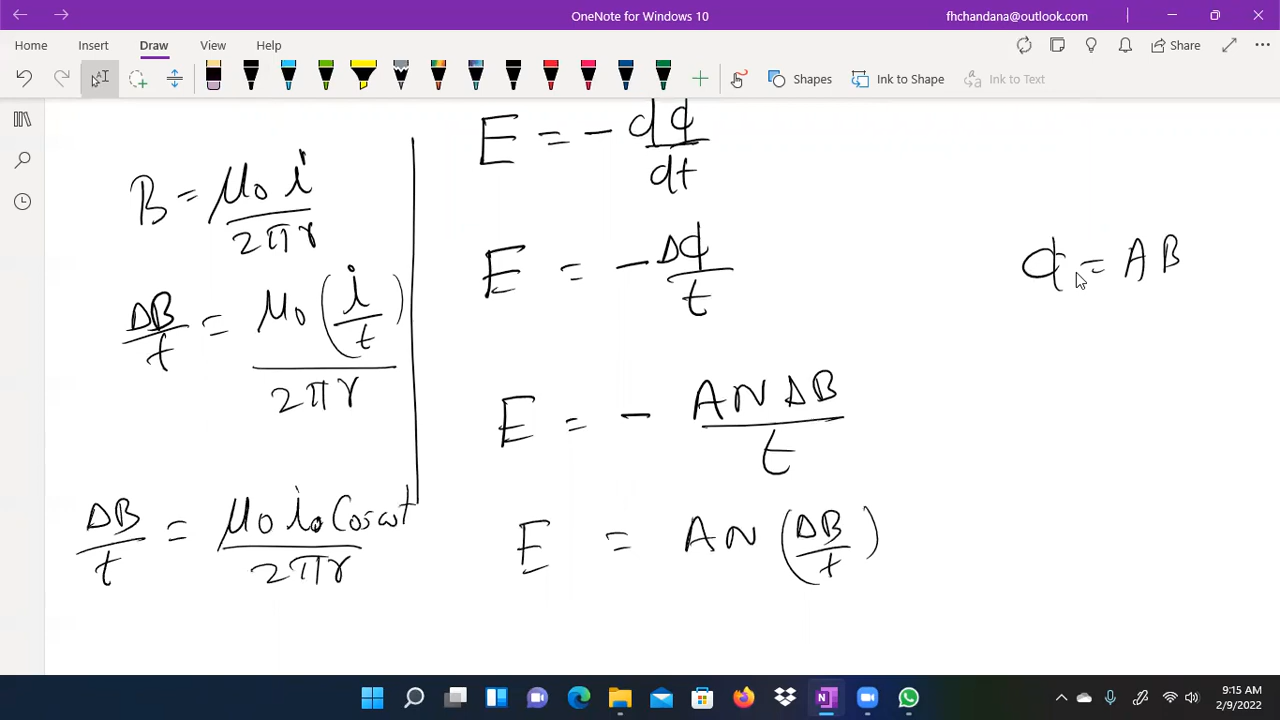 OneNote for Windows 10
fhchandana@outlook.com
Home Insert Draw View Help
Share
Shapes Ink to Shape Ink to Text
B = μ₀ i / 2πr
ΔB/t = μ₀ (i/t) / 2πr
ΔB/t = μ₀ i₀ Cosωt / 2πr
E = - dφ/dt
E = - Δφ/t
E = - AN ΔB / t
E = AN (ΔB/t)
φ = AB
9:15 AM
2/9/2022